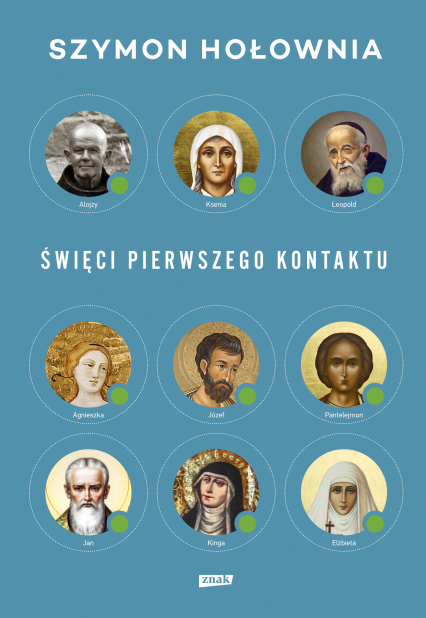 SZYMON HOŁOWNIA
Alojzy
Ksenia
Leopold
ŚWIĘCI PIERWSZEGO KONTAKTU
Agnieszka
Józef
Pantelejmon
Jan
Kinga
Elżbieta
znak